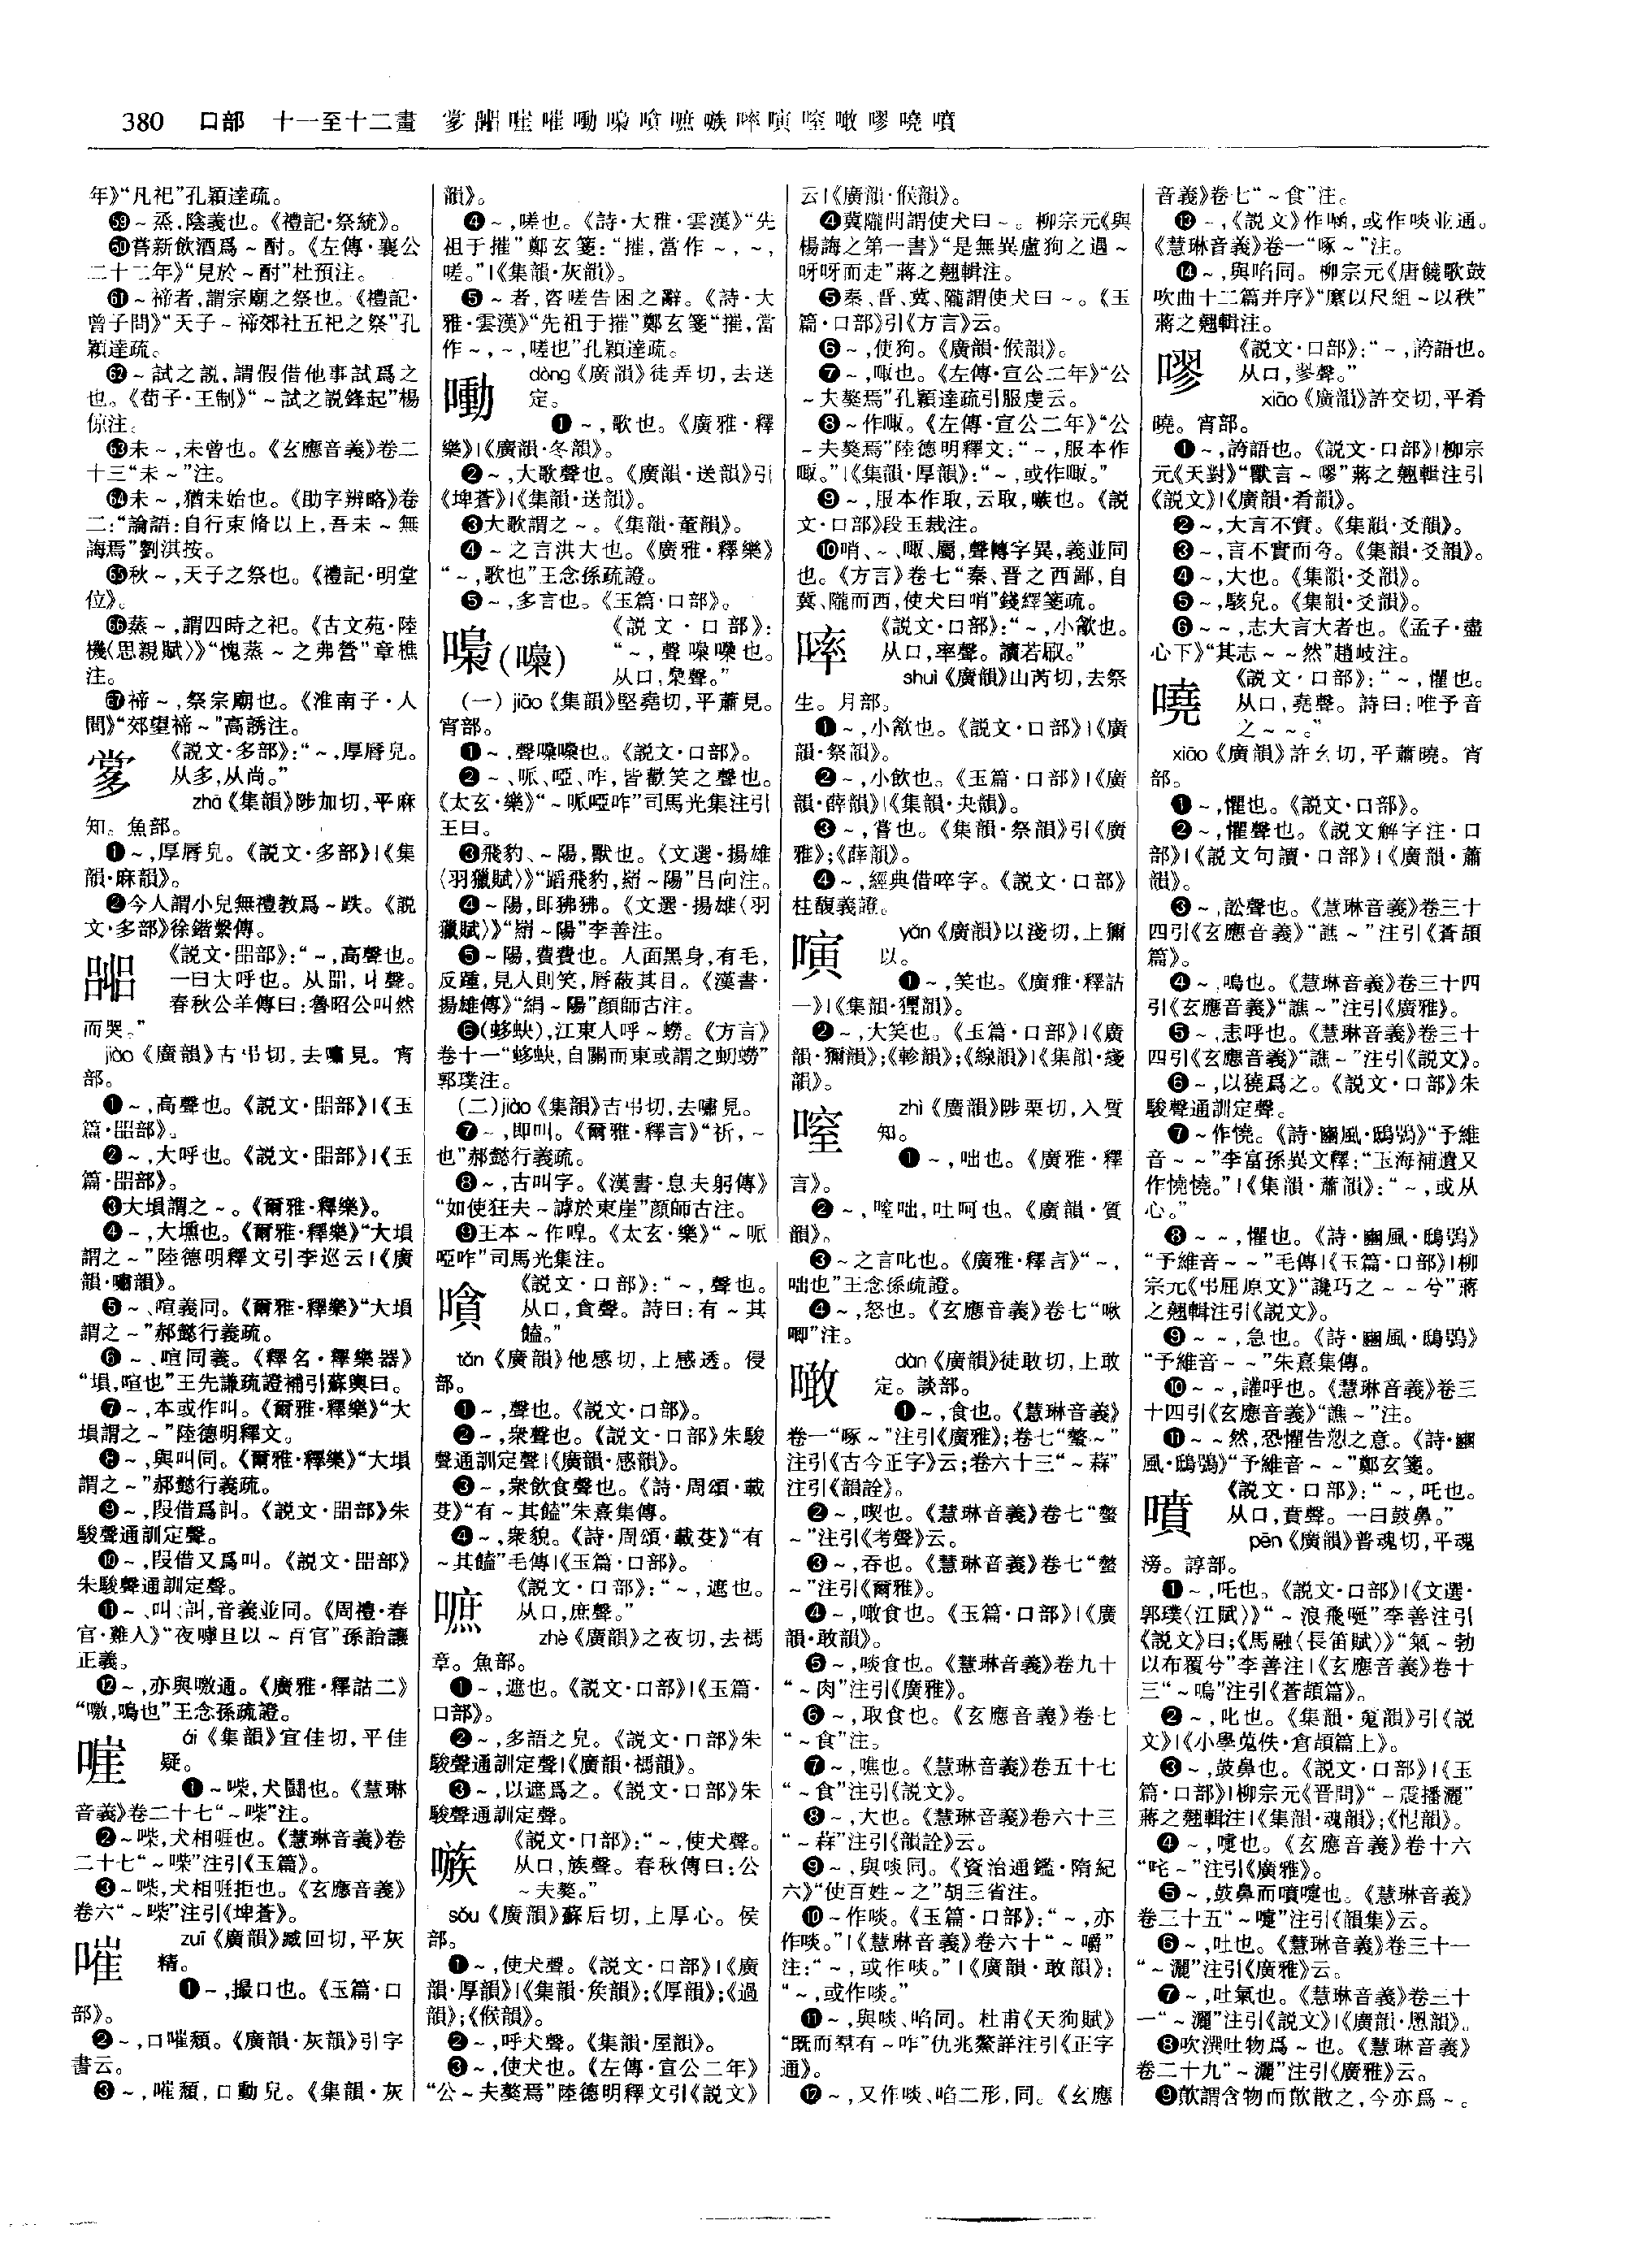 380 口部 十一至十二畫 奓𠾂啀嗺㗢噪嗿嗻嗾啐㖶㗧噉嘐嘵噴
年》“凡祀”孔穎達疏。
59～烝，陰義也。《禮記·祭統》。
60嘗新飲酒爲～酎。《左傳·襄公
二十二年》“見於～酎”杜預注。
61～禘者，謂宗廟之祭也。《禮記·
曾子問》“天子～禘郊社五祀之祭”孔
穎達疏。
62～試之説，謂假借他事試爲之
也。《荀子·王制》“～試之説鋒起”楊
倞注。
63未～，未曾也。《玄應音義》卷二
十三“未～”注。
64未～，猶未始也。《助字辨略》卷
二：“論語：自行束脩以上，吾未～無
誨焉”劉淇按。
65秋～，天子之祭也。《禮記·明堂
位》。
66蒸～，謂四時之祀。《古文苑·陸
機〈思親賦〉》“愧蒸～之弗營”章樵
注。
67禘～，祭宗廟也。《淮南子·人
間》“郊望禘～”高誘注。
《説文·多部》：“～，厚脣皃。
从多，从尚。”
zhā《集韻》陟加切，平麻
知。魚部。
❶～，厚脣皃。《説文·多部》|《集
韻·麻韻》。
❷今人謂小兒無禮教爲～跌。《説
文·多部》徐鍇繫傳。
《説文·㗊部》：“～，高聲也。
一曰大呼也。从㗊，丩聲。
春秋公羊傳曰：魯昭公叫然
而哭。”
jiào《廣韻》古弔切，去嘯見。宵
部。
❶～，高聲也。《説文·㗊部》|《玉
篇·㗊部》。
❷～，大呼也。《説文·㗊部》|《玉
篇·㗊部》。
❸大塤謂之～。《爾雅·釋樂》。
❹～，大壎也。《爾雅·釋樂》“大塤
謂之～”陸德明釋文引李巡云|《廣
韻·嘯韻》。
❺～、喧義同。《爾雅·釋樂》“大塤
謂之～”郝懿行義疏。
❻～、喧同義。《釋名·釋樂器》
“塤，喧也”王先謙疏證補引蘇輿曰。
❼～，本或作叫。《爾雅·釋樂》“大
塤謂之～”陸德明釋文。
❽～，與叫同。《爾雅·釋樂》“大塤
謂之～”郝懿行義疏。
❾～，叚借爲訆。《説文·㗊部》朱
駿聲通訓定聲。
❿～，叚借又爲叫。《説文·㗊部》
朱駿聲通訓定聲。
⓫～、叫、訆，音義並同。《周禮·春
官·雞人》“夜嘑旦以～百官”孫詒讓
正義。
⓬～，亦與噭通。《廣雅·釋詁二》
“噭，鳴也”王念孫疏證。
啀 ái《集韻》宜佳切，平佳
疑。
❶～喍，犬鬭也。《慧琳
音義》卷二十七“～喍”注。
❷～喍，犬相啀也。《慧琳音義》卷
二十七“～喍”注引《玉篇》。
❸～喍，犬相啀拒也。《玄應音義》
卷六“～喍”注引《埤蒼》。
嗺 zuī《廣韻》臧回切，平灰
精。
❶～，撮口也。《玉篇·口
部》。
❷～，口嗺頹。《廣韻·灰韻》引字
書云。
❸～，嗺頹，口動皃。《集韻·灰
韻》。
❹～，嗟也。《詩·大雅·雲漢》“先
祖于摧”鄭玄箋：“摧，當作～，～，
嗟。”|《集韻·灰韻》。
❺～者，咨嗟告困之辭。《詩·大
雅·雲漢》“先祖于摧”鄭玄箋“摧，當
作～，～，嗟也”孔穎達疏。
dòng《廣韻》徒弄切，去送
定。
❶～，歌也。《廣雅·釋
樂》|《廣韻·冬韻》。
❷～，大歌聲也。《廣韻·送韻》引
《埤蒼》|《集韻·送韻》。
❸大歌謂之～。《集韻·董韻》。
❹～之言洪大也。《廣雅·釋樂》
“～，歌也”王念孫疏證。
❺～，多言也。《玉篇·口部》。
《説文·口部》：
“～，聲嘄嘄也。
从口，梟聲。”
（一）jiāo《集韻》堅堯切，平蕭見。
宵部。
❶～，聲嘄嘄也。《説文·口部》。
❷～、呝、啞、咋，皆歡笑之聲也。
《太玄·樂》“～呝啞咋”司馬光集注引
王曰。
❸飛豹、～陽，獸也。《文選·揚雄
〈羽獵賦〉》“蹈飛豹，羂～陽”吕向注。
❹～陽，即狒狒。《文選·揚雄〈羽
獵賦〉》“羂～陽”李善注。
❺～陽，費費也。人面黑身，有毛，
反踵，見人則笑，脣蔽其目。《漢書·
揚雄傳》“絹～陽”顔師古注。
❻（蛥蚗），江東人呼～蟧。《方言》
卷十一“蛥蚗，自關而東或謂之蛁蟧”
郭璞注。
（二）jiào《集韻》古弔切，去嘯見。
❼～，即叫。《爾雅·釋言》“祈，～
也”郝懿行義疏。
❽～，古叫字。《漢書·息夫躬傳》
“如使狂夫～謼於東崖”顔師古注。
❾王本～作嘷。《太玄·樂》“～呝
啞咋”司馬光集注。
嗿 《説文·口部》：“～，聲也。
从口，貪聲。詩曰：有～其
饁。”
tǎn《廣韻》他感切，上感透。侵
部。
❶～，聲也。《説文·口部》。
❷～，衆聲也。《説文·口部》朱駿
聲通訓定聲|《廣韻·感韻》。
❸～，衆飲食聲也。《詩·周頌·載
芟》“有～其饁”朱熹集傳。
❹～，衆貌。《詩·周頌·載芟》“有
～其饁”毛傳|《玉篇·口部》。
嗻 《説文·口部》：“～，遮也。
从口，庶聲。”
zhè《廣韻》之夜切，去禡
章。魚部。
❶～，遮也。《説文·口部》|《玉篇·
口部》。
❷～，多語之皃。《説文·口部》朱
駿聲通訓定聲|《廣韻·禡韻》。
❸～，以遮爲之。《説文·口部》朱
駿聲通訓定聲。
嗾 《説文·口部》：“～，使犬聲。
从口，族聲。春秋傳曰：公
～夫獒。”
sǒu《廣韻》蘇后切，上厚心。侯
部。
❶～，使犬聲。《説文·口部》|《廣
韻·厚韻》|《集韻·矦韻》；《厚韻》；《過
韻》；《候韻》。
❷～，呼犬聲。《集韻·屋韻》。
❸～，使犬也。《左傳·宣公二年》
“公～夫獒焉”陸德明釋文引《説文》
云|《廣韻·候韻》。
❹冀隴間謂使犬曰～。柳宗元《與
楊誨之第一書》“是無異盧狗之遇～
呀呀而走”蔣之翹輯注。
❺秦、晋、冀、隴謂使犬曰～。《玉
篇·口部》引《方言》云。
❻～，使狗。《廣韻·候韻》。
❼～，㖩也。《左傳·宣公二年》“公
～夫獒焉”孔穎達疏引服虔云。
❽～作㖩。《左傳·宣公二年》“公
～夫獒焉”陸德明釋文：“～，服本作
㖩。”|《集韻·厚韻》：“～，或作㖩。”
❾～，服本作取，云取，嗾也。《説
文·口部》段玉裁注。
❿哨、～、㖩、屬，聲轉字異，義並同
也。《方言》卷七“秦、晋之西鄙，自
冀、隴而西，使犬曰哨”錢繹箋疏。
《説文·口部》：“～，小㱃也。
从口，率聲。讀若㕞。”
shuì《廣韻》山芮切，去祭
生。月部。
❶～，小㱃也。《説文·口部》|《廣
韻·祭韻》。
❷～，小飲也。《玉篇·口部》|《廣
韻·薛韻》|《集韻·夬韻》。
❸～，嘗也。《集韻·祭韻》引《廣
雅》；《薛韻》。
❹～，經典借啐字。《説文·口部》
桂馥義證。
yǎn《廣韻》以淺切，上獮
以。
❶～，笑也。《廣雅·釋詁
一》|《集韻·獮韻》。
❷～，大笑也。《玉篇·口部》|《廣
韻·獮韻》；《軫韻》；《線韻》|《集韻·綫
韻》。
zhì《廣韻》陟栗切，入質
知。
❶～，咄也。《廣雅·釋
言》。
❷～，㗧咄，吐呵也。《廣韻·質
韻》。
❸～之言叱也。《廣雅·釋言》“～，
咄也”王念孫疏證。
❹～，怒也。《玄應音義》卷七“啾
唧”注。
噉 dàn《廣韻》徒敢切，上敢
定。談部。
❶～，食也。《慧琳音義》
卷一“啄～”注引《廣雅》；卷七“螫～”
注引《古今正字》云；卷六十三“～蒜”
注引《韻詮》。
❷～，喫也。《慧琳音義》卷七“螫
～”注引《考聲》云。
❸～，吞也。《慧琳音義》卷七“螫
～”注引《爾雅》。
❹～，噉食也。《玉篇·口部》|《廣
韻·敢韻》。
❺～，啖食也。《慧琳音義》卷九十
“～肉”注引《廣雅》。
❻～，取食也。《玄應音義》卷七
“～食”注。
❼～，噍也。《慧琳音義》卷五十七
“～食”注引《説文》。
❽～，大也。《慧琳音義》卷六十三
“～蒜”注引《韻詮》云。
❾～，與啖同。《資治通鑑·隋紀
六》“使百姓～之”胡三省注。
❿～作啖。《玉篇·口部》：“～，亦
作啖。”|《慧琳音義》卷六十“～嚼”
注：“～，或作啖。”|《廣韻·敢韻》：
“～，或作啖。”
⓫～，與啖、啗同。杜甫《天狗賦》
“既而羣有～咋”仇兆鰲詳注引《正字
通》。
⓬～，又作啖、啗二形，同。《玄應
音義》卷七“～食”注。
⓭～，《説文》作啗，或作啖並通。
《慧琳音義》卷一“啄～”注。
⓮～，與啗同。柳宗元《唐鐃歌鼓
吹曲十二篇并序》“縻以尺組～以秩”
蔣之翹輯注。
嘐 《説文·口部》：“～，誇語也。
从口，翏聲。”
xiāo《廣韻》許交切，平肴
曉。宵部。
❶～，誇語也。《説文·口部》|柳宗
元《天對》“獸言～嘐”蔣之翹輯注引
《説文》|《廣韻·肴韻》。
❷～，大言不實。《集韻·爻韻》。
❸～，言不實而夸。《集韻·爻韻》。
❹～，大也。《集韻·爻韻》。
❺～，駭皃。《集韻·爻韻》。
❻～～，志大言大者也。《孟子·盡
心下》“其志～～然”趙岐注。
嘵 《説文·口部》：“～，懼也。
从口，堯聲。詩曰：唯予音
之～～。”
xiāo《廣韻》許幺切，平蕭曉。宵
部。
❶～，懼也。《説文·口部》。
❷～，懼聲也。《説文解字注·口
部》|《説文句讀·口部》|《廣韻·蕭
韻》。
❸～，訟聲也。《慧琳音義》卷三十
四引《玄應音義》“譙～”注引《蒼頡
篇》。
❹～，鳴也。《慧琳音義》卷三十四
引《玄應音義》“譙～”注引《廣雅》。
❺～，恚呼也。《慧琳音義》卷三十
四引《玄應音義》“譙～”注引《説文》。
❻～，以獟爲之。《説文·口部》朱
駿聲通訓定聲。
❼～作憢。《詩·豳風·鴟鴞》“予維
音～～”李富孫異文釋：“玉海補遺又
作憢憢。”|《集韻·蕭韻》：“～，或从
心。”
❽～～，懼也。《詩·豳風·鴟鴞》
“予維音～～”毛傳|《玉篇·口部》|柳
宗元《弔屈原文》“讒巧之～～兮”蔣
之翹輯注引《説文》。
❾～～，急也。《詩·豳風·鴟鴞》
“予維音～～”朱熹集傳。
❿～～，讙呼也。《慧琳音義》卷三
十四引《玄應音義》“譙～”注。
⓫～～然，恐懼告愬之意。《詩·豳
風·鴟鴞》“予維音～～”鄭玄箋。
噴 《説文·口部》：“～，吒也。
从口，賁聲。一曰鼓鼻。”
pēn《廣韻》普魂切，平魂
滂。諄部。
❶～，吒也。《説文·口部》|《文選·
郭璞〈江賦〉》“～浪飛唌”李善注引
《説文》曰；《馬融〈長笛賦〉》“氣～勃
以布覆兮”李善注|《玄應音義》卷十
三“～鳴”注引《蒼頡篇》。
❷～，叱也。《集韻·䰟韻》引《説
文》|《小學蒐佚·倉頡篇上》。
❸～，鼓鼻也。《説文·口部》|《玉
篇·口部》|柳宗元《晋問》“～震播灑”
蔣之翹輯注|《集韻·魂韻》；《恨韻》。
❹～，嚏也。《玄應音義》卷十六
“咤～”注引《廣雅》。
❺～，鼓鼻而噴嚏也。《慧琳音義》
卷三十五“～嚏”注引《韻集》云。
❻～，吐也。《慧琳音義》卷三十一
“～灑”注引《廣雅》云。
❼～，吐氣也。《慧琳音義》卷三十
一“～灑”注引《説文》|《廣韻·慁韻》。
❽吹潠吐物爲～也。《慧琳音義》
卷二十九“～灑”注引《廣雅》云。
❾歕謂含物而歕散之，今亦爲～。